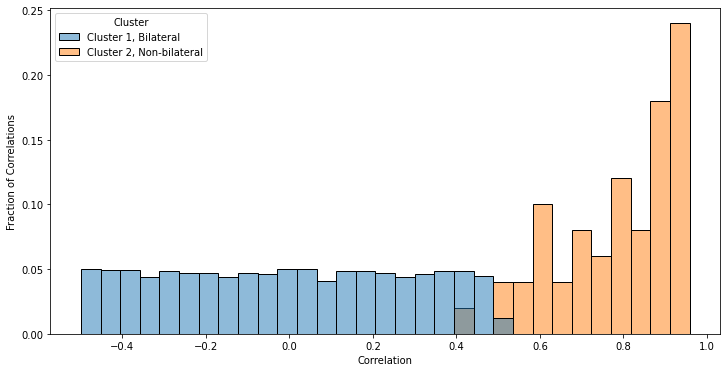 Cluster
Cluster 1, Bilateral
Cluster 2, Non-bilateral
Fraction of Correlations
0.25
0.20
0.15
0.10
0.05
0.00
−0.4 −0.2 0.0 0.2 0.4 0.6 0.8 1.0
Correlation